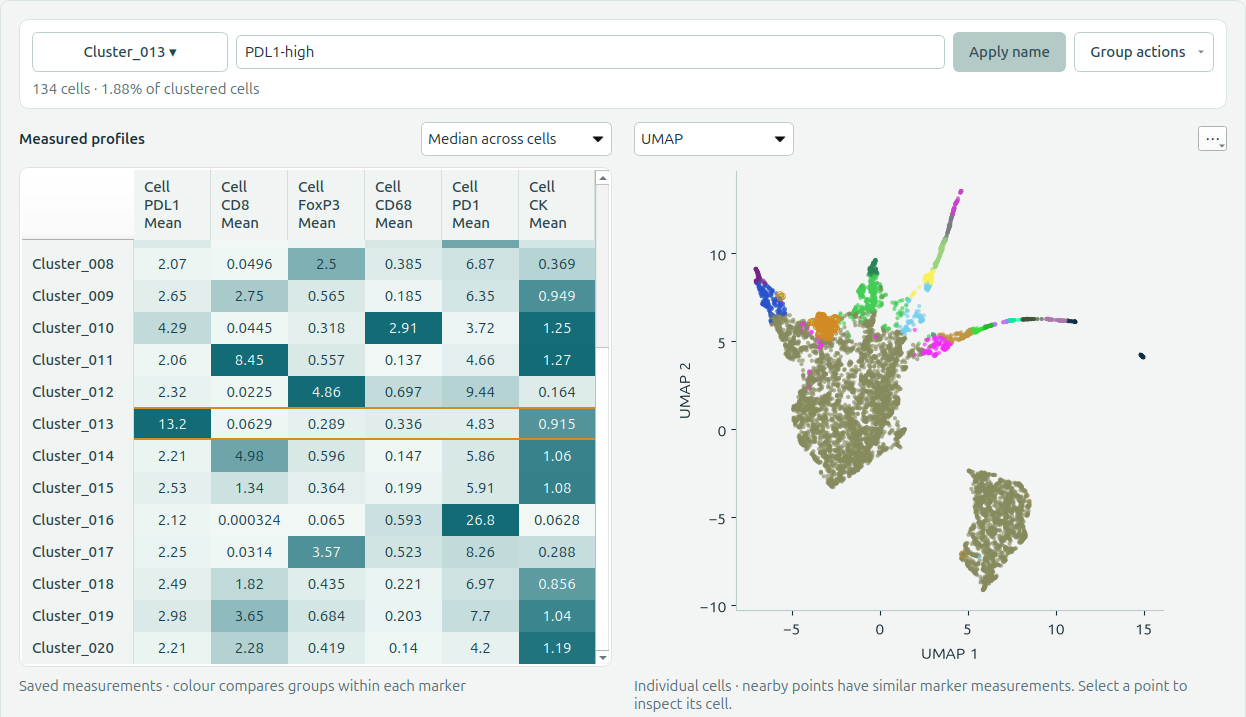 Cluster_013 ▾ PDL1-high Apply name Group actions
134 cells · 1.88% of clustered cells
Measured profiles Median across cells UMAP ...
Cell PDL1 Mean Cell CD8 Mean Cell FoxP3 Mean Cell CD68 Mean Cell PD1 Mean Cell CK Mean
Cluster_008 2.07 0.0496 2.5 0.385 6.87 0.369
Cluster_009 2.65 2.75 0.565 0.185 6.35 0.949
Cluster_010 4.29 0.0445 0.318 2.91 3.72 1.25
Cluster_011 2.06 8.45 0.557 0.137 4.66 1.27
Cluster_012 2.32 0.0225 4.86 0.697 9.44 0.164
Cluster_013 13.2 0.0629 0.289 0.336 4.83 0.915
Cluster_014 2.21 4.98 0.596 0.147 5.86 1.06
Cluster_015 2.53 1.34 0.364 0.199 5.91 1.08
Cluster_016 2.12 0.000324 0.065 0.593 26.8 0.0628
Cluster_017 2.25 0.0314 3.57 0.523 8.26 0.288
Cluster_018 2.49 1.82 0.435 0.221 6.97 0.856
Cluster_019 2.98 3.65 0.684 0.203 7.7 1.04
Cluster_020 2.21 2.28 0.419 0.14 4.2 1.19
Saved measurements · colour compares groups within each marker
UMAP 2
10
5
0
−5
−10
−5 0 5 10 15
UMAP 1
Individual cells · nearby points have similar marker measurements. Select a point to
inspect its cell.